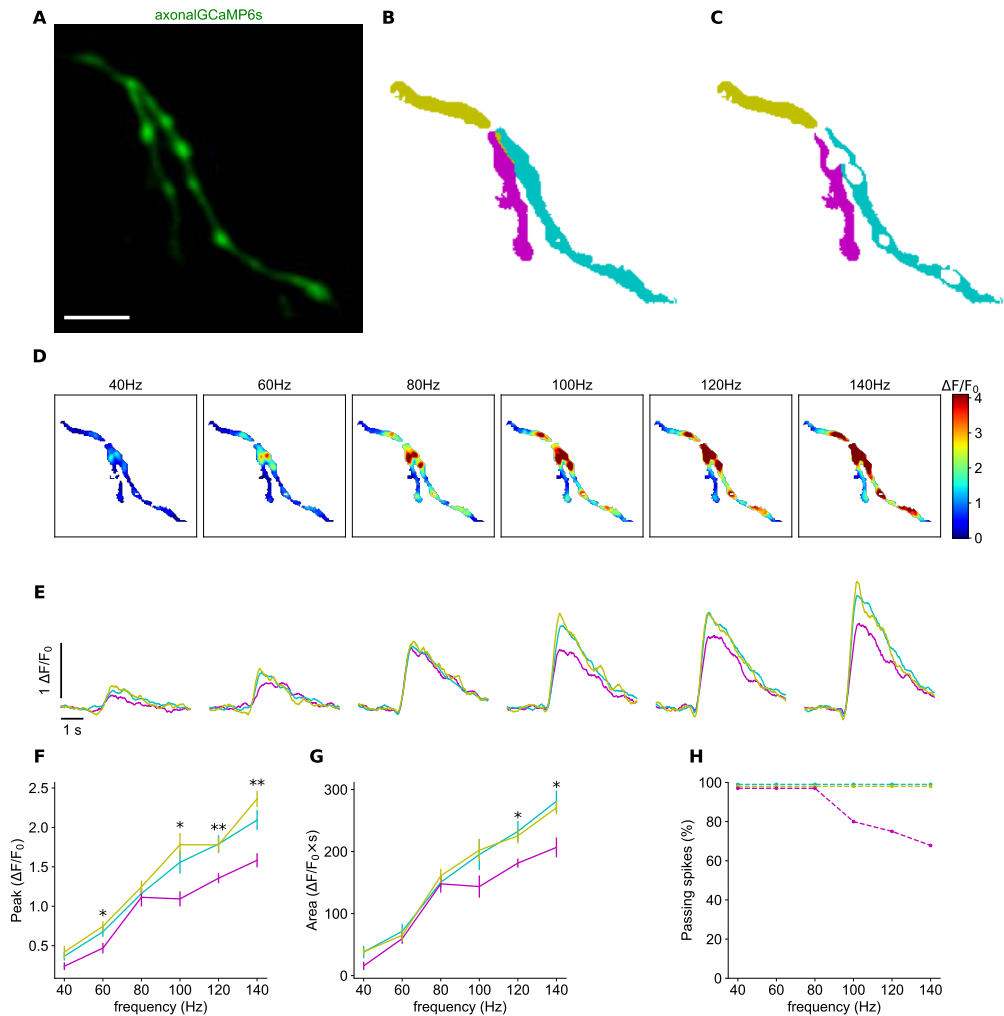 A
axonalGCaMP6s
B
C
D
40Hz
60Hz
80Hz
100Hz
120Hz
140Hz
ΔF/F0
4
3
2
1
0
E
1 ΔF/F0
1 s
F
2.5
2.0
1.5
1.0
0.5
Peak (ΔF/F0)
*
*
**
**
40 60 80 100 120 140
frequency (Hz)
G
300
200
100
0
Area (ΔF/F0×s)
*
*
40 60 80 100 120 140
frequency (Hz)
H
100
80
60
40
20
0
Passing spikes (%)
40 60 80 100 120 140
frequency (Hz)